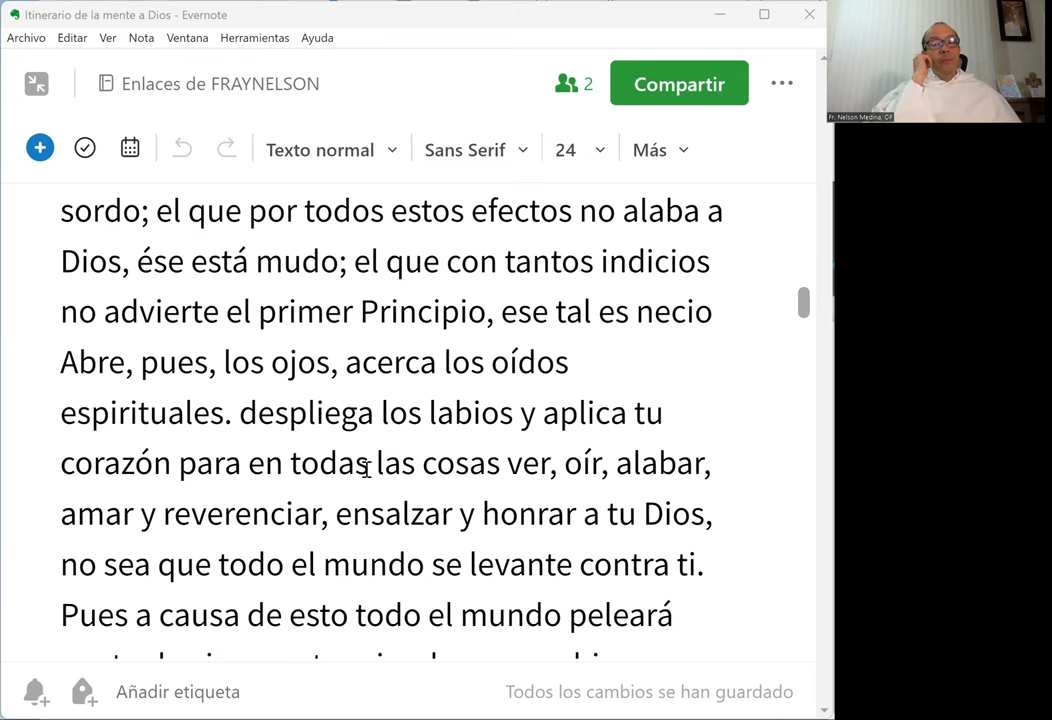 Itinerario de la mente a Dios - Evernote
Archivo Editar Ver Nota Ventana Herramientas Ayuda
Enlaces de FRAYNELSON
2
Compartir
Texto normal Sans Serif 24 Más
sordo; el que por todos estos efectos no alaba a
Dios, ése está mudo; el que con tantos indicios
no advierte el primer Principio, ese tal es necio
Abre, pues, los ojos, acerca los oídos
espirituales. despliega los labios y aplica tu
corazón para en todas las cosas ver, oír, alabar,
amar y reverenciar, ensalzar y honrar a tu Dios,
no sea que todo el mundo se levante contra ti.
Pues a causa de esto todo el mundo peleará
Añadir etiqueta
Todos los cambios se han guardado
Fr. Nelson Medina, OP